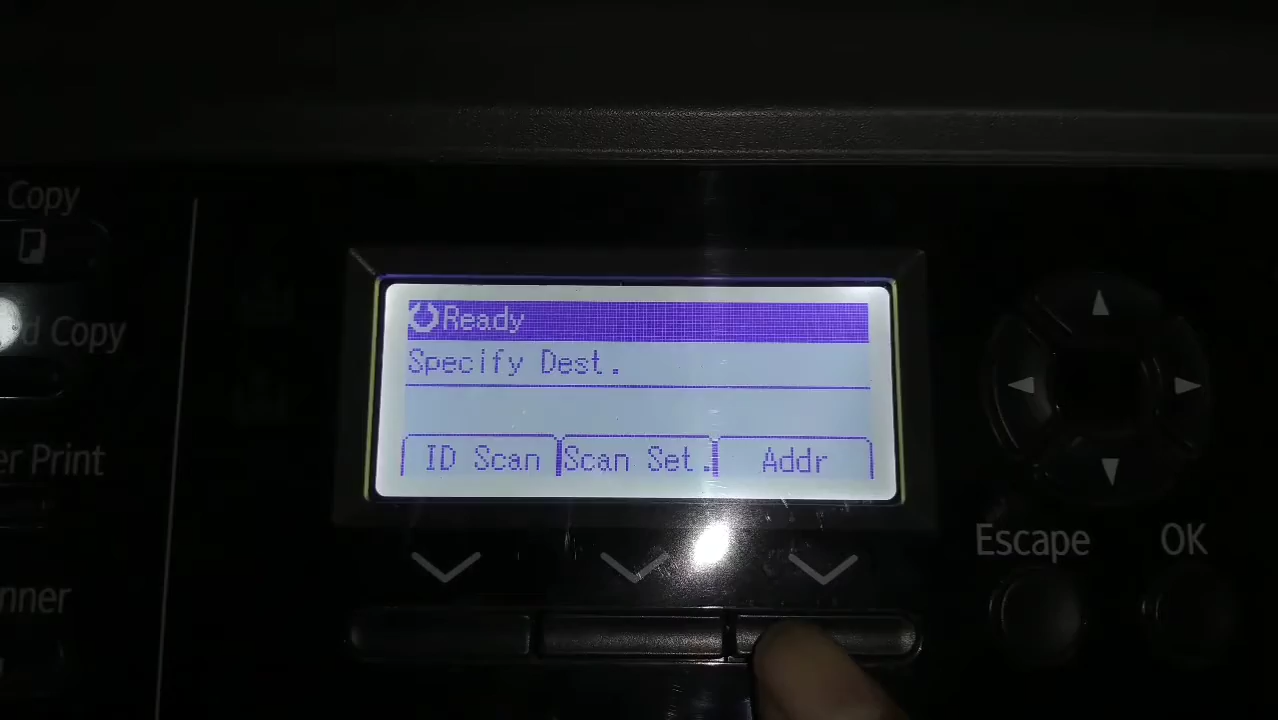 Copy
d Copy
er Print
nner
Ready
Specify Dest.
ID Scan Scan Set. Addr
Escape OK